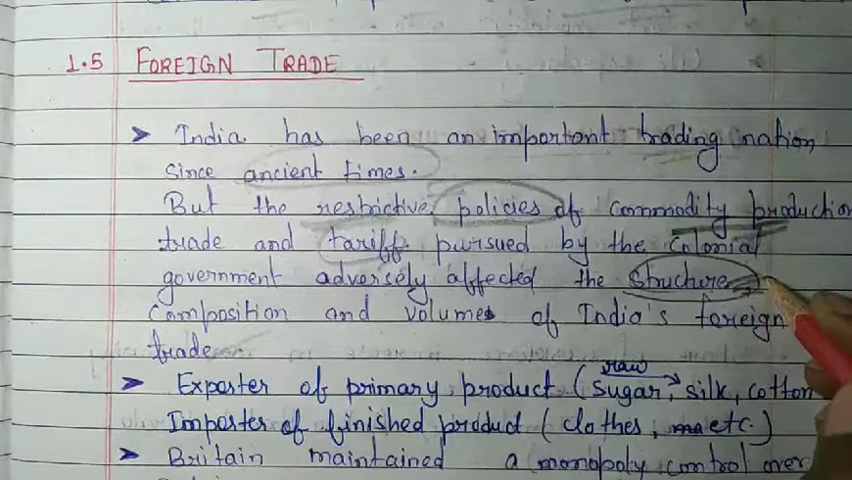 1.5 FOREIGN TRADE
➤ India has been an important trading nation
since ancient times.
But the restrictive policies of commodity production
trade and tariff pursued by the Colonial
government adversely affected the structure
Composition and volumes of India's foreign
trade
➤ Exporter of primary product (raw sugar, silk, cotton
Importer of finished product (clothes, etc.)
➤ Britain maintained a monopoly control over